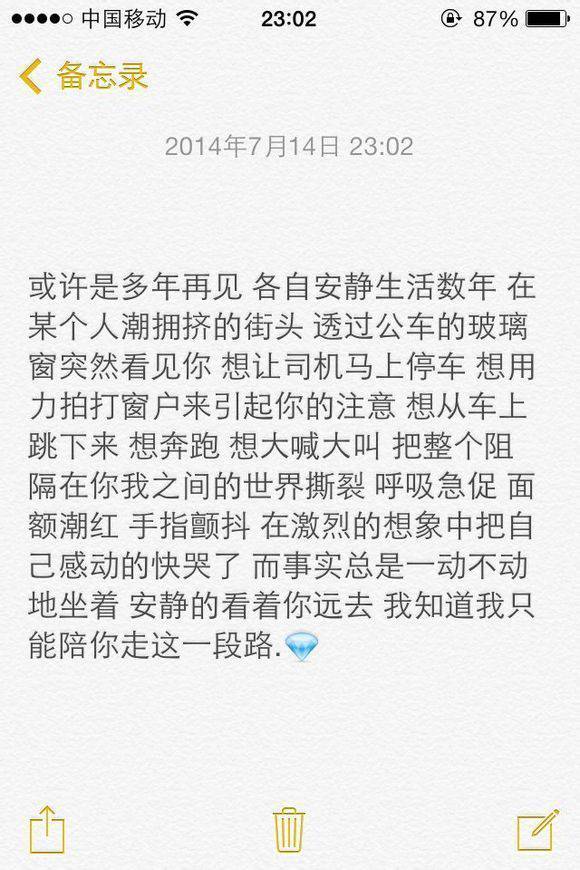 中国移动 23:02 87%
备忘录
2014年7月14日 23:02
或许是多年再见 各自安静生活数年 在
某个人潮拥挤的街头 透过公车的玻璃
窗突然看见你 想让司机马上停车 想用
力拍打窗户来引起你的注意 想从车上
跳下来 想奔跑 想大喊大叫 把整个阻
隔在你我之间的世界撕裂 呼吸急促 面
额潮红 手指颤抖 在激烈的想象中把自
己感动的快哭了 而事实总是一动不动
地坐着 安静的看着你远去 我知道我只
能陪你走这一段路.💎